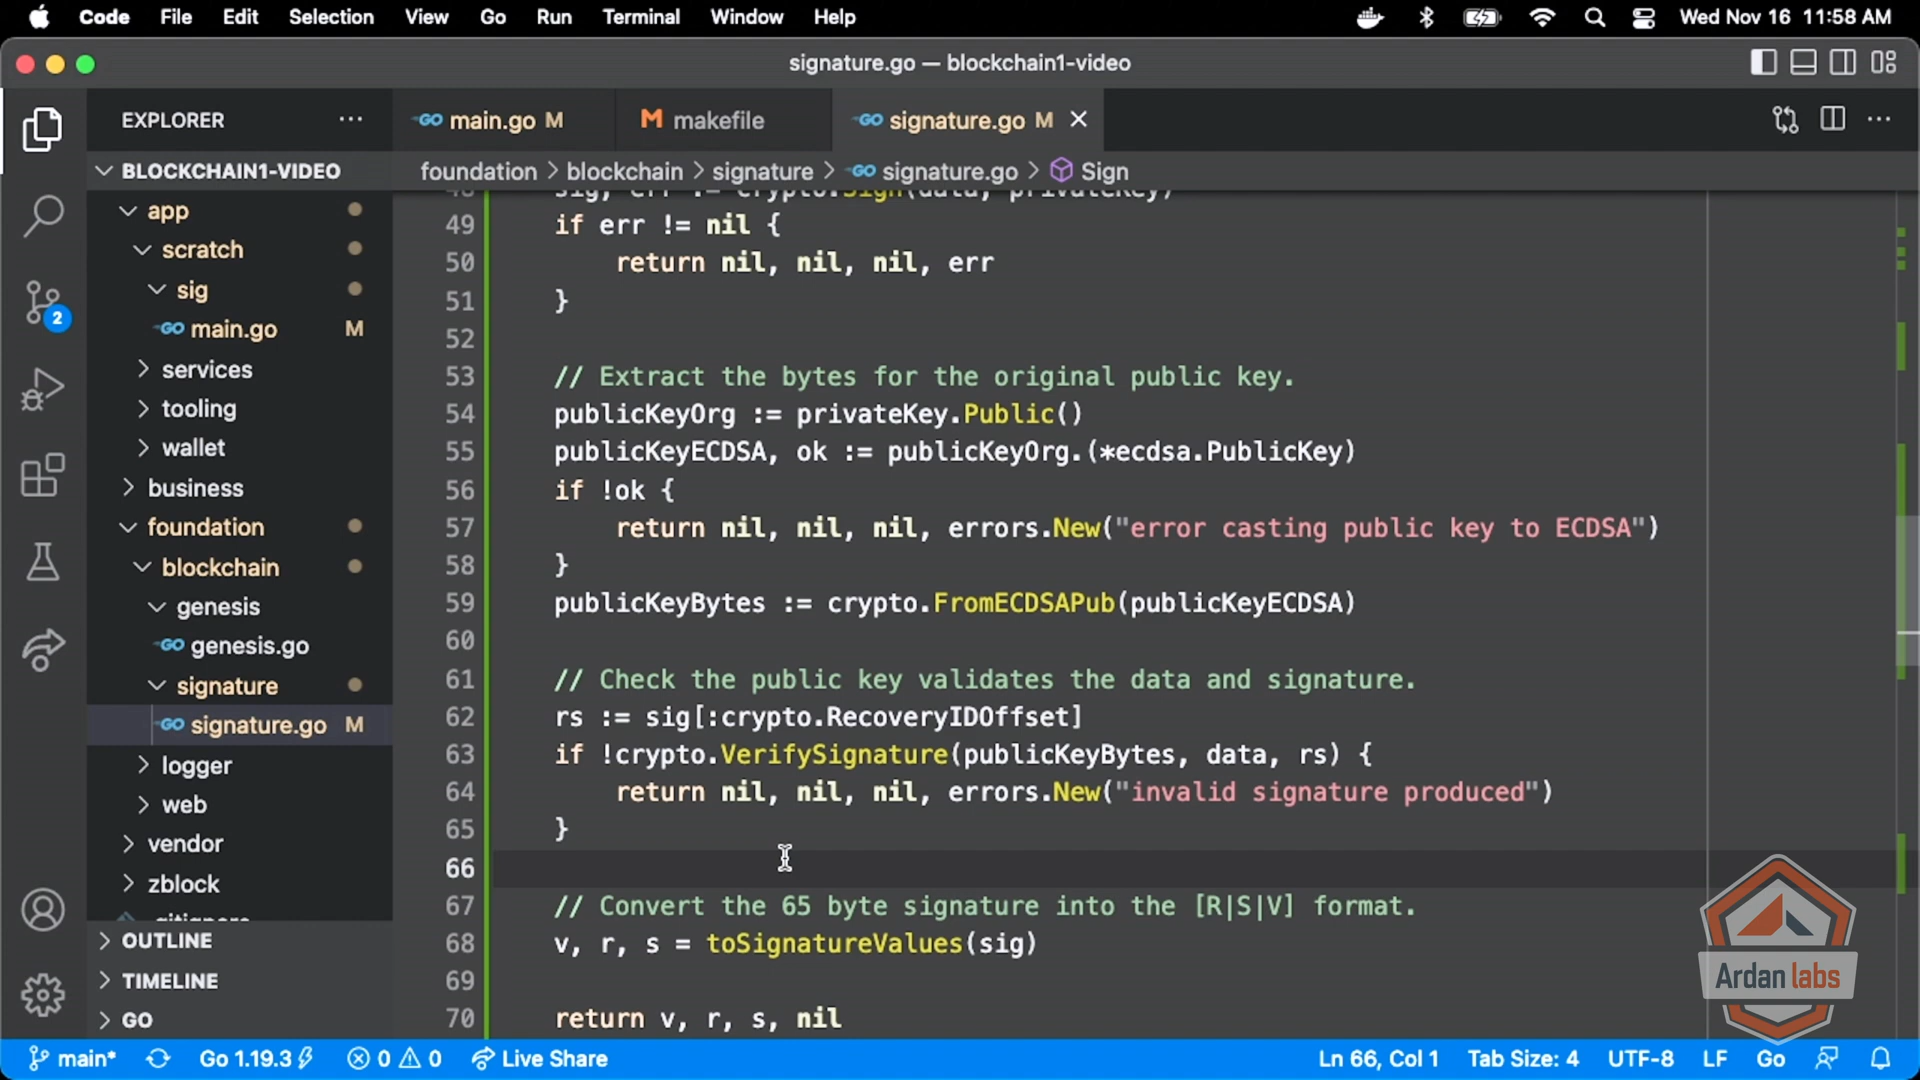 Code File Edit Selection View Go Run Terminal Window Help Wed Nov 16 11:58 AM
signature.go — blockchain1-video
EXPLORER
main.go M
makefile
signature.go M
BLOCKCHAIN1-VIDEO
foundation > blockchain > signature > signature.go > Sign
app
scratch
sig
main.go M
services
tooling
wallet
business
foundation
blockchain
genesis
genesis.go
signature
signature.go M
logger
web
vendor
zblock
.gitignore
OUTLINE
TIMELINE
GO
2
48 sig, err := crypto.Sign(data, privateKey)
49 if err != nil {
50 return nil, nil, nil, err
51 }
52
53 // Extract the bytes for the original public key.
54 publicKeyOrg := privateKey.Public()
55 publicKeyECDSA, ok := publicKeyOrg.(*ecdsa.PublicKey)
56 if !ok {
57 return nil, nil, nil, errors.New("error casting public key to ECDSA")
58 }
59 publicKeyBytes := crypto.FromECDSAPub(publicKeyECDSA)
60
61 // Check the public key validates the data and signature.
62 rs := sig[:crypto.RecoveryIDOffset]
63 if !crypto.VerifySignature(publicKeyBytes, data, rs) {
64 return nil, nil, nil, errors.New("invalid signature produced")
65 }
66
67 // Convert the 65 byte signature into the [R|S|V] format.
68 v, r, s = toSignatureValues(sig)
69
70 return v, r, s, nil
Ardan labs
main* Go 1.19.3 0 0 Live Share Ln 66, Col 1 Tab Size: 4 UTF-8 LF Go